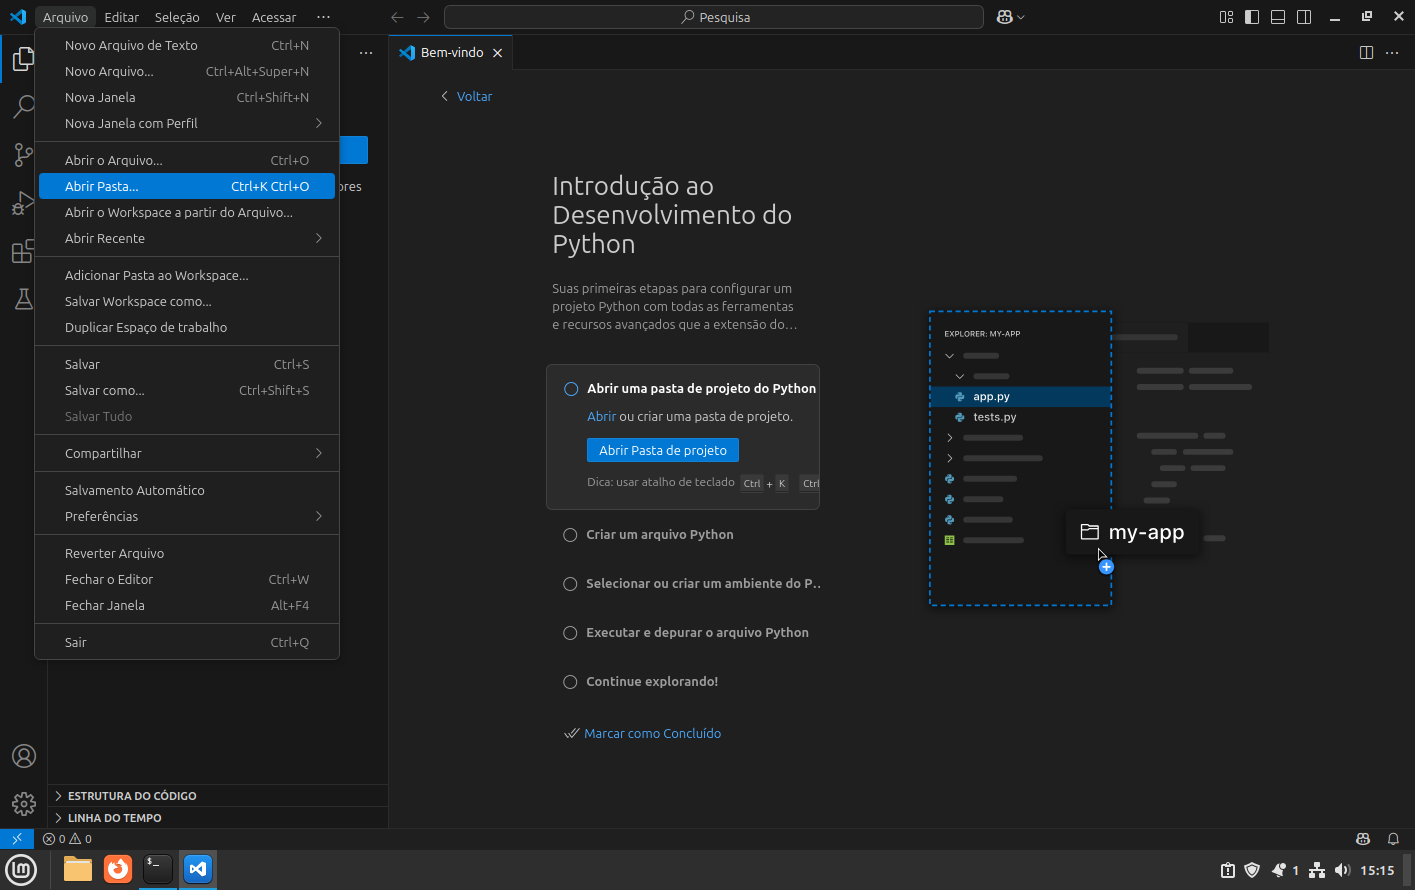 Arquivo Editar Seleção Ver Acessar ···
Pesquisa
Novo Arquivo de Texto Ctrl+N
Novo Arquivo... Ctrl+Alt+Super+N
Nova Janela Ctrl+Shift+N
Nova Janela com Perfil
Abrir o Arquivo... Ctrl+O
Abrir Pasta... Ctrl+K Ctrl+O
Abrir o Workspace a partir do Arquivo...
Abrir Recente
Adicionar Pasta ao Workspace...
Salvar Workspace como...
Duplicar Espaço de trabalho
Salvar Ctrl+S
Salvar como... Ctrl+Shift+S
Salvar Tudo
Compartilhar
Salvamento Automático
Preferências
Reverter Arquivo
Fechar o Editor Ctrl+W
Fechar Janela Alt+F4
Sair Ctrl+Q
ores
ESTRUTURA DO CÓDIGO
LINHA DO TEMPO
Bem-vindo
Voltar
Introdução ao
Desenvolvimento do
Python
Suas primeiras etapas para configurar um
projeto Python com todas as ferramentas
e recursos avançados que a extensão do...
Abrir uma pasta de projeto do Python
Abrir ou criar uma pasta de projeto.
Abrir Pasta de projeto
Dica: usar atalho de teclado Ctrl + K Ctrl
Criar um arquivo Python
Selecionar ou criar um ambiente do P...
Executar e depurar o arquivo Python
Continue explorando!
Marcar como Concluído
EXPLORER: MY-APP
app.py
tests.py
my-app
0 0
1 15:15